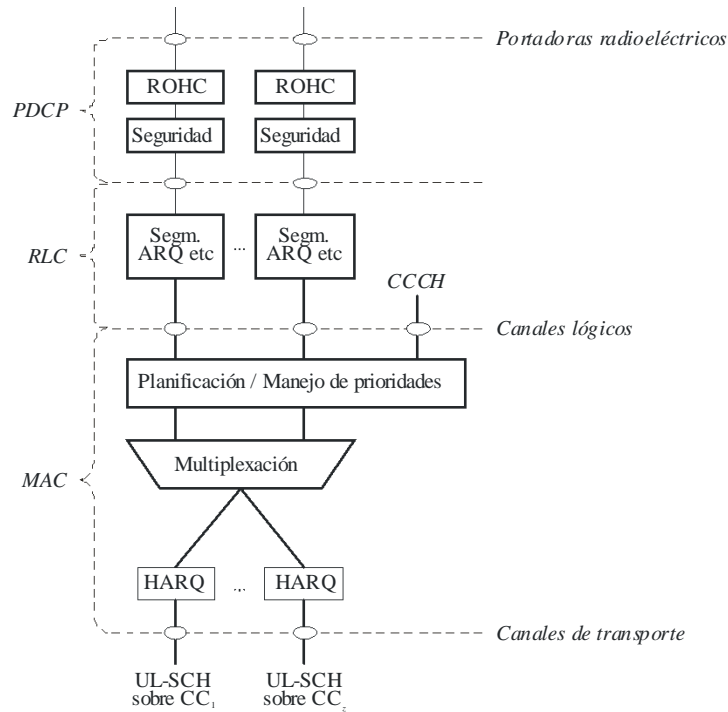 Portadoras radioeléctricos
ROHC
ROHC
PDCP
Seguridad
Seguridad
Segm.
ARQ etc
...
Segm.
ARQ etc
RLC
CCCH
Canales lógicos
Planificación / Manejo de prioridades
Multiplexación
MAC
HARQ
...
HARQ
Canales de transporte
UL-SCH
sobre CC1
UL-SCH
sobre CCz